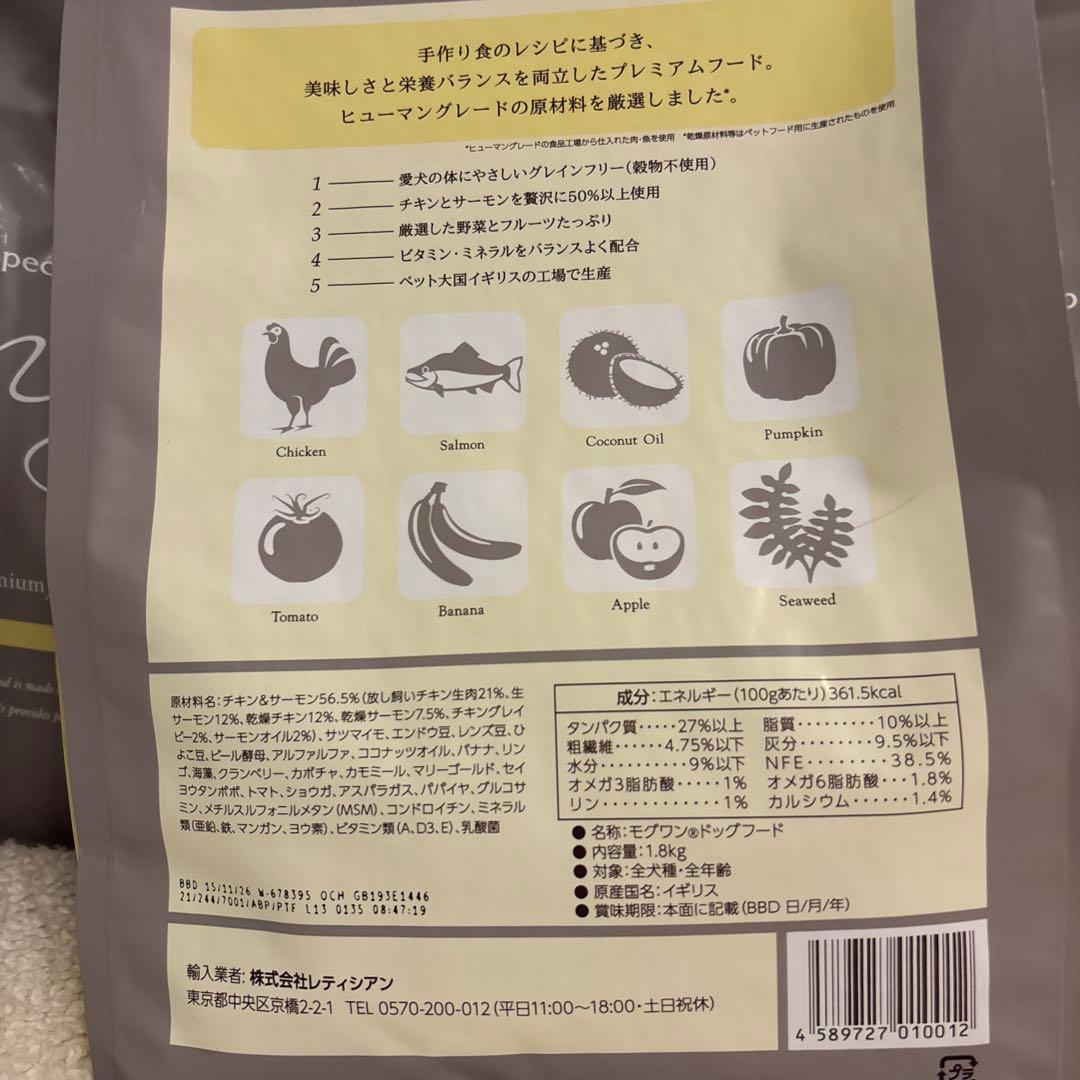 手作り食のレシピに基づき、
美味しさと栄養バランスを両立したプレミアムフード。
ヒューマングレードの原材料を厳選しました*。
*ヒューマングレードの食品工場から仕入れた肉・魚を使用 *乾燥原材料等はペットフード用に生産されたものを使用
1 愛犬の体にやさしいグレインフリー(穀物不使用)
2 チキンとサーモンを贅沢に50%以上使用
3 厳選した野菜とフルーツたっぷり
4 ビタミン・ミネラルをバランスよく配合
5 ペット大国イギリスの工場で生産
Chicken
Salmon
Coconut Oil
Pumpkin
Tomato
Banana
Apple
Seaweed
原材料名:チキン&サーモン56.5%(放し飼いチキン生肉21%、生
サーモン12%、乾燥チキン12%、乾燥サーモン7.5%、チキングレイ
ビー2%、サーモンオイル2%)、サツマイモ、エンドウ豆、レンズ豆、ひ
よこ豆、ビール酵母、アルファルファ、ココナッツオイル、バナナ、リン
ゴ、海藻、クランベリー、カボチャ、カモミール、マリーゴールド、セイ
ヨウタンポポ、トマト、ショウガ、アスパラガス、パパイヤ、グルコサ
ミン、メチルスルフォニルメタン(MSM)、コンドロイチン、ミネラル
類(亜鉛、鉄、マンガン、ヨウ素)、ビタミン類(A、D3、E)、乳酸菌
BBD 15/11/26 W-678395 OCH GB193E1446
21/244/7001/ABP/PTF L13 0135 08:47:19
成分:エネルギー(100gあたり)361.5kcal
タンパク質・・・・・27%以上 脂質・・・・・・・・・10%以上
粗繊維・・・・・・4.75%以下 灰分・・・・・・・・・9.5%以下
水分・・・・・・・・・・9%以下 NFE・・・・・・・・38.5%
オメガ3脂肪酸・・・・・1% オメガ6脂肪酸・・・1.8%
リン・・・・・・・・・・・・・1% カルシウム・・・・・・1.4%
● 名称:モグワン®ドッグフード
● 内容量:1.8kg
● 対象:全犬種・全年齢
● 原産国名:イギリス
● 賞味期限:本面に記載(BBD 日/月/年)
輸入業者:株式会社レティシアン
東京都中央区京橋2-2-1 TEL 0570-200-012(平日11:00〜18:00・土日祝休)
4 589727 010012
プラ